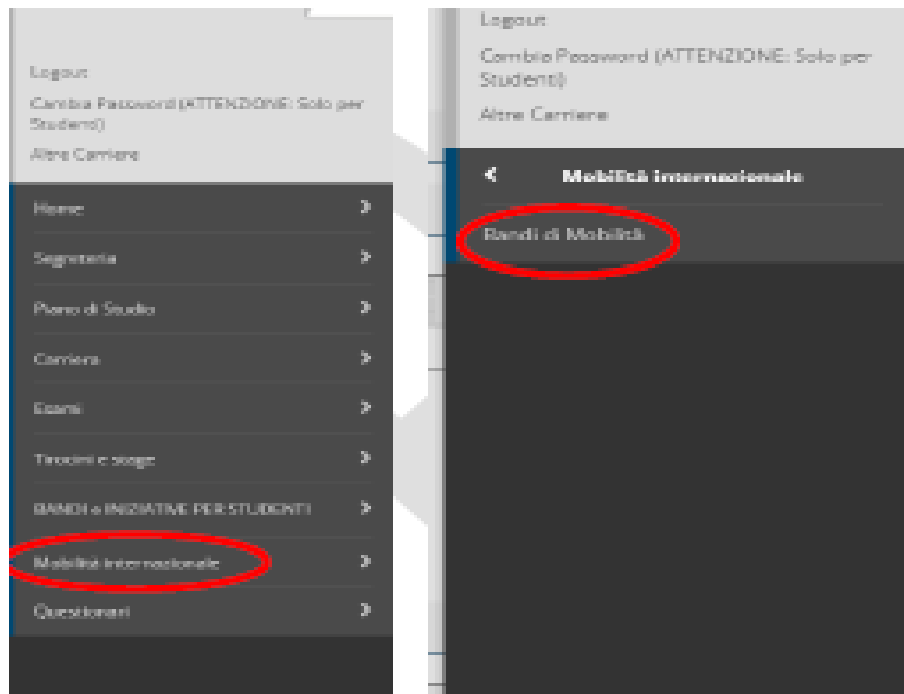 Logout
Cambia Password (ATTENZIONE: Solo per
Studenti)
Altre Carriere
Home
Segreteria
Piano di Studio
Carriera
Esami
Tirocini e stage
BANDI e INIZIATIVE PER STUDENTI
Mobilità internazionale
Questionari
Logout
Cambia Password (ATTENZIONE: Solo per
Studenti)
Altre Carriere
Mobilità internazionale
Bandi di Mobilità